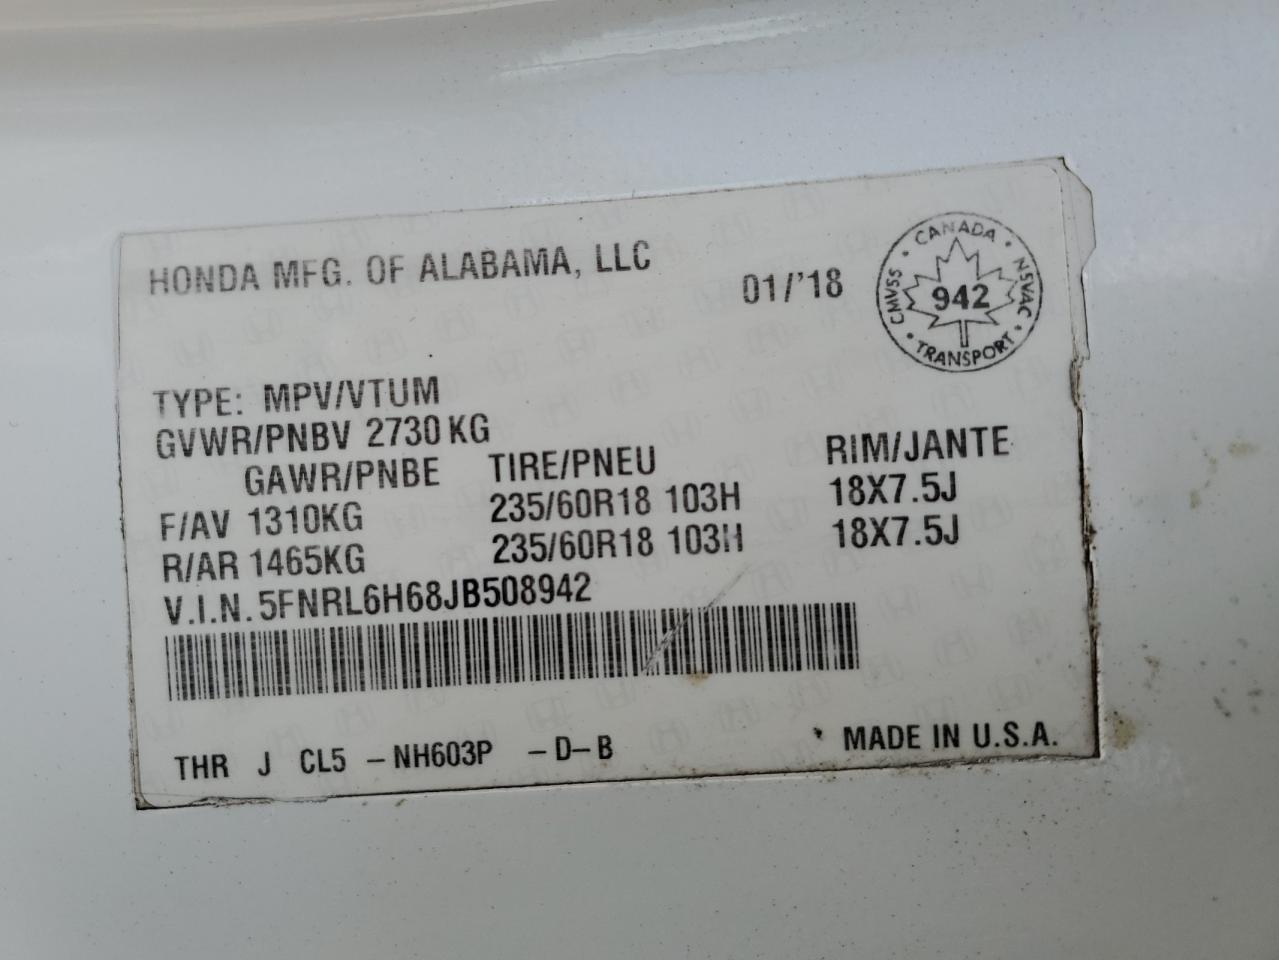 HONDA MFG. OF ALABAMA, LLC
01/'18
CANADA
CMVSS
942
NSVAC
TRANSPORT
TYPE: MPV/VTUM
GVWR/PNBV 2730 KG
GAWR/PNBE TIRE/PNEU RIM/JANTE
F/AV 1310KG 235/60R18 103H 18X7.5J
R/AR 1465KG 235/60R18 103H 18X7.5J
V.I.N. 5FNRL6H68JB508942
THR J CL5 -NH603P -D-B MADE IN U.S.A.